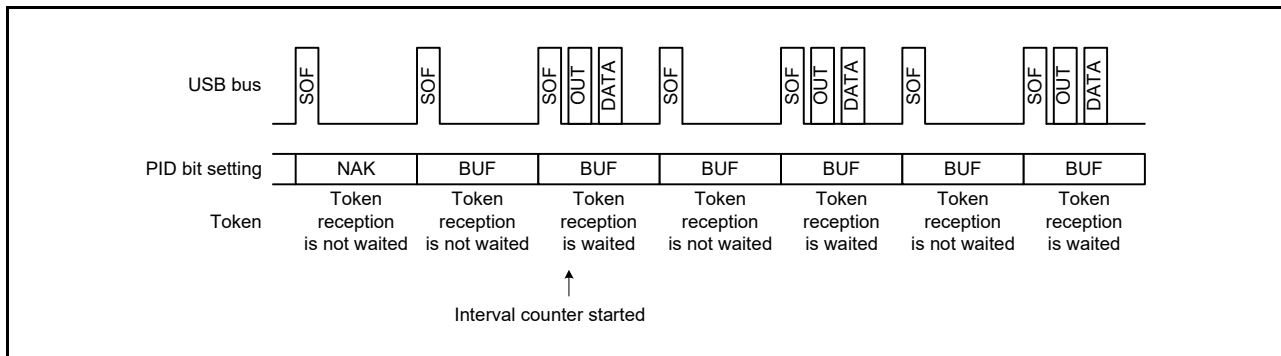 USB bus
SOF
SOF
SOF
OUT
DATA
SOF
SOF
OUT
DATA
SOF
SOF
OUT
DATA
PID bit setting
NAK
BUF
BUF
BUF
BUF
BUF
BUF
Token
Token
reception
is not waited
Token
reception
is not waited
Token
reception
is waited
Token
reception
is not waited
Token
reception
is waited
Token
reception
is not waited
Token
reception
is waited
Interval counter started